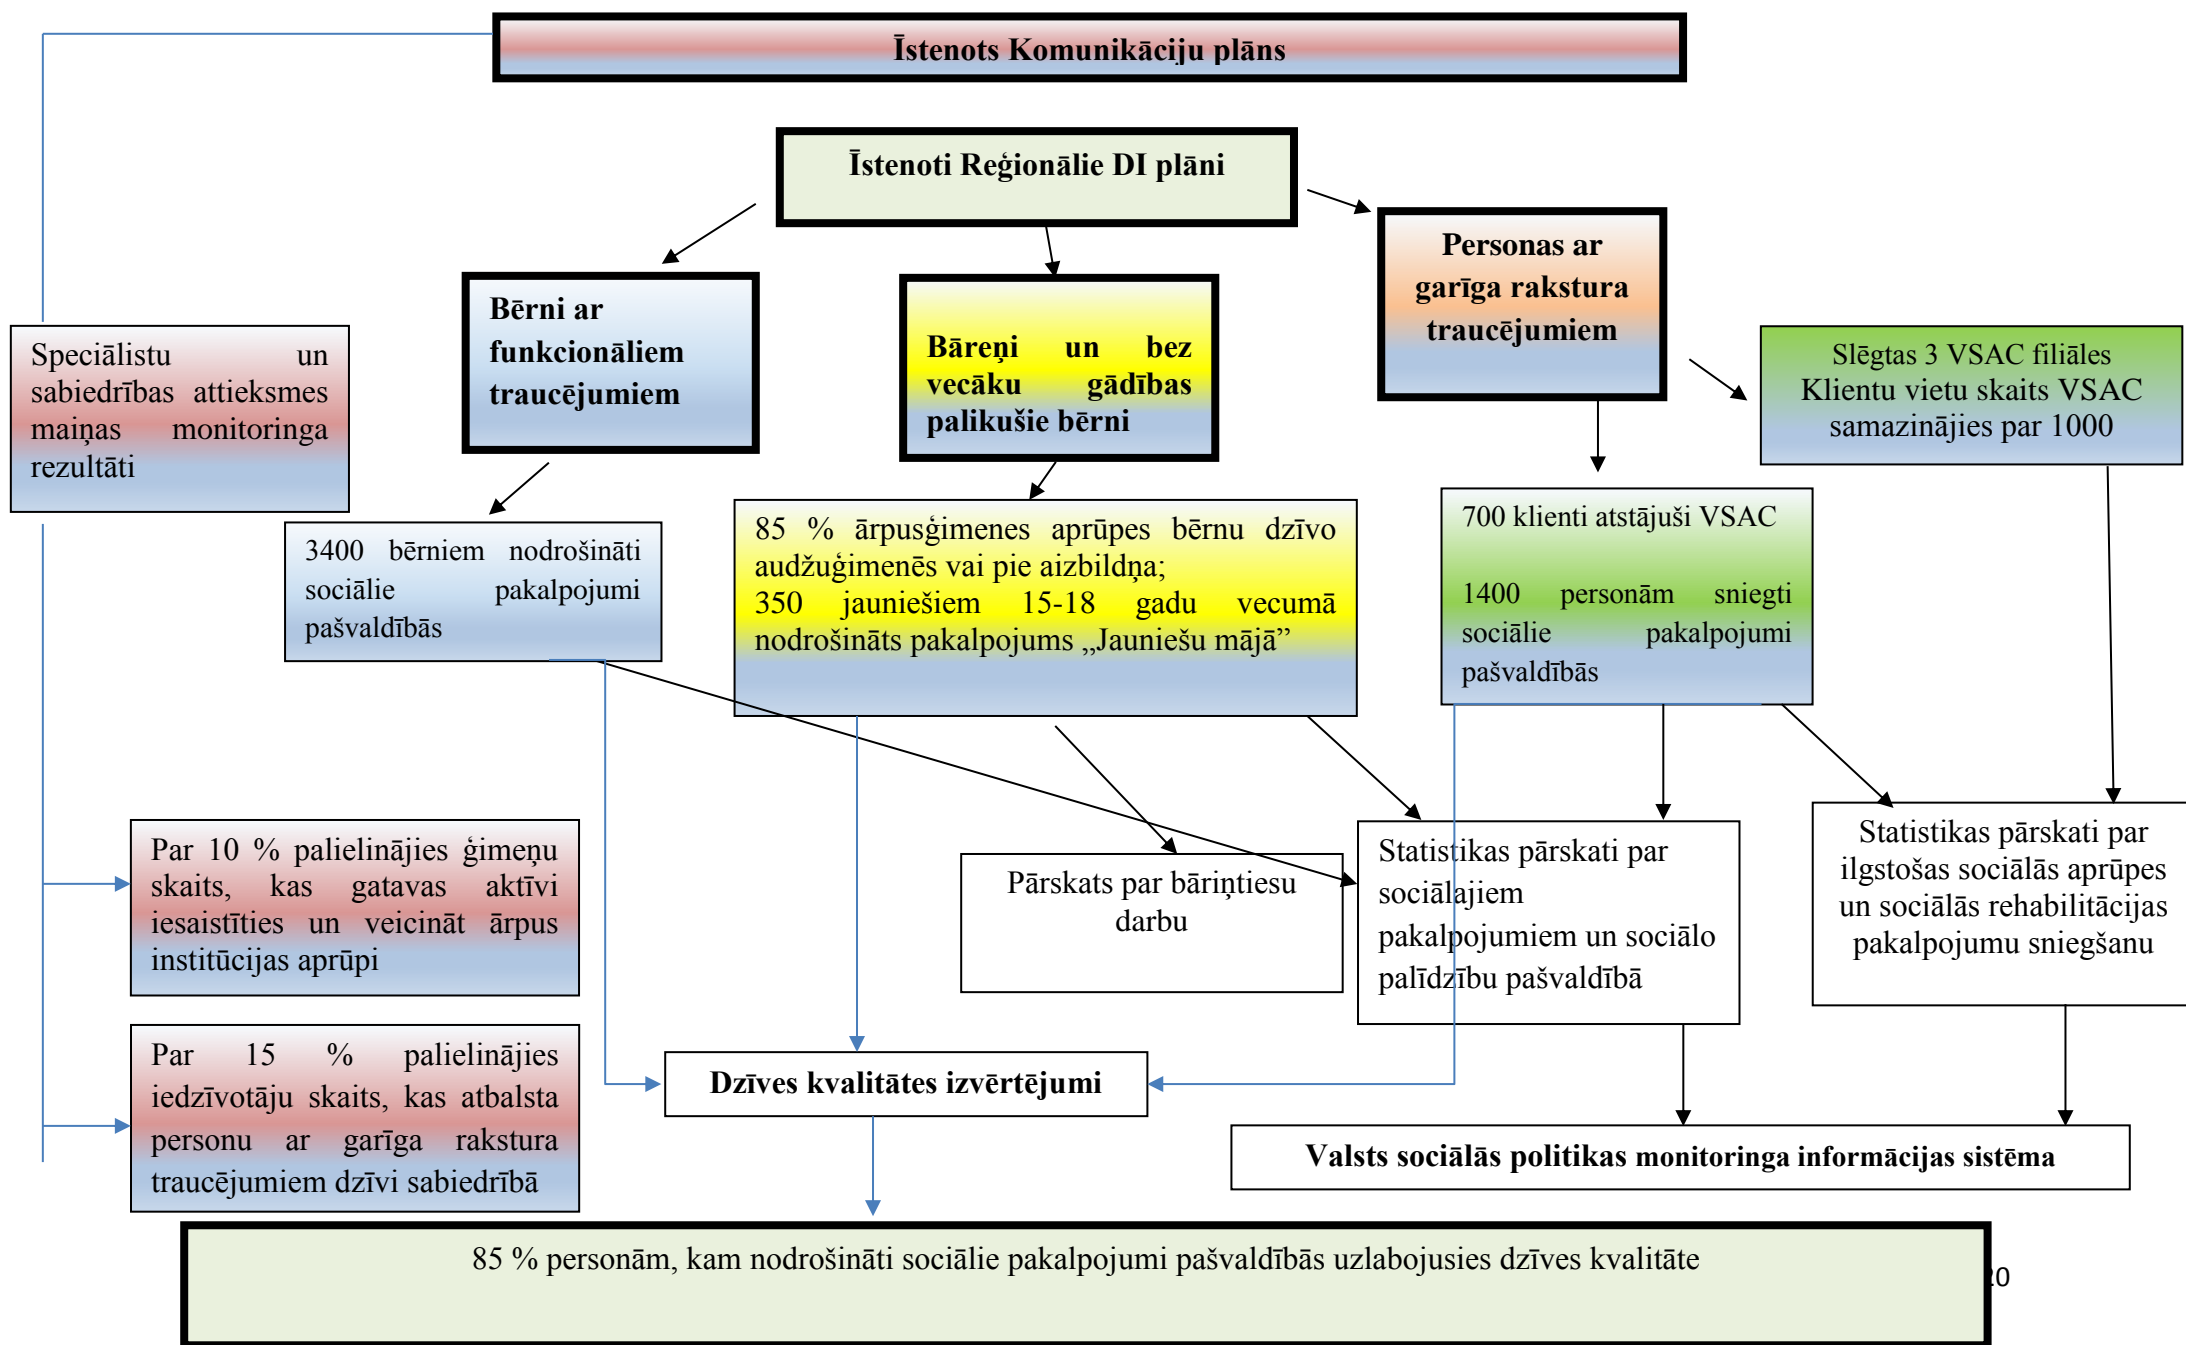 Īstenots Komunikāciju plāns
Īstenoti Reģionālie DI plāni
Personas ar
garīga rakstura
traucējumiem
Bērni ar
funkcionāliem
traucējumiem
Bāreņi un bez
vecāku gādības
palikušie bērni
Speciālistu un
sabiedrības attieksmes
maiņas monitoringa
rezultāti
Slēgtas 3 VSAC filiāles
Klientu vietu skaits VSAC
samazinājies par 1000
3400 bērniem nodrošināti
sociālie pakalpojumi
pašvaldībās
85 % ārpusģimenes aprūpes bērnu dzīvo
audžuģimenēs vai pie aizbildņa;
350 jauniešiem 15-18 gadu vecumā
nodrošināts pakalpojums „Jauniešu mājā”
700 klienti atstājuši VSAC
1400 personām sniegti
sociālie pakalpojumi
pašvaldībās
Par 10 % palielinājies ģimeņu
skaits, kas gatavas aktīvi
iesaistīties un veicināt ārpus
institūcijas aprūpi
Pārskats par bāriņtiesu
darbu
Statistikas pārskati par
sociālajiem
pakalpojumiem un sociālo
palīdzību pašvaldībā
Statistikas pārskati par
ilgstošas sociālās aprūpes
un sociālās rehabilitācijas
pakalpojumu sniegšanu
Par 15 % palielinājies
iedzīvotāju skaits, kas atbalsta
personu ar garīga rakstura
traucējumiem dzīvi sabiedrībā
Dzīves kvalitātes izvērtējumi
Valsts sociālās politikas monitoringa informācijas sistēma
85 % personām, kam nodrošināti sociālie pakalpojumi pašvaldībās uzlabojusies dzīves kvalitāte
20